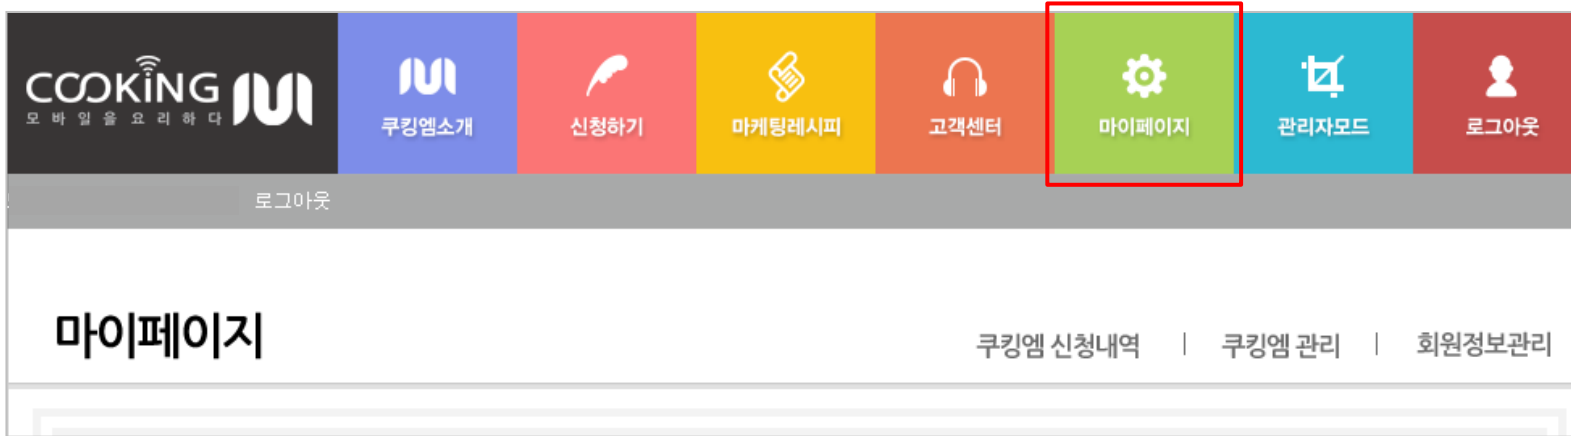 COOKING M
모바일을 요리하다
쿠킹엠소개
신청하기
마케팅레시피
고객센터
마이페이지
관리자모드
로그아웃
로그아웃
마이페이지
쿠킹엠 신청내역 | 쿠킹엠 관리 | 회원정보관리